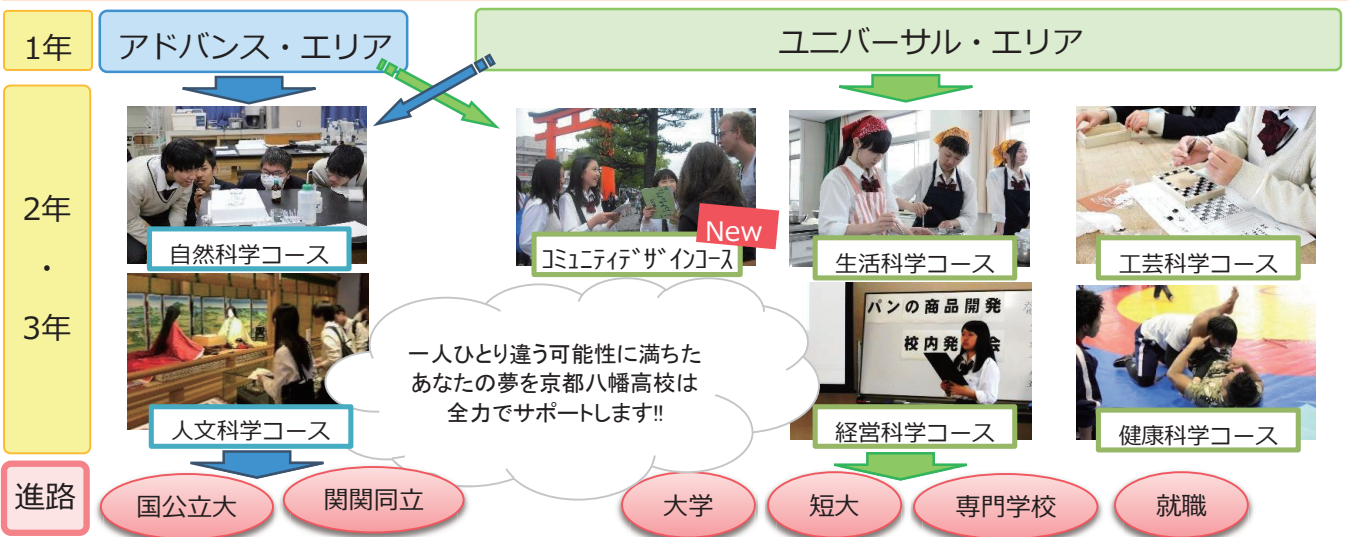 1年
アドバンス・エリア
ユニバーサル・エリア
2年
・
3年
自然科学コース
New
コミュニティデザインコース
生活科学コース
工芸科学コース
パンの商品開発
校内発 会
一人ひとり違う可能性に満ちた
あなたの夢を京都八幡高校は
全力でサポートします!!
人文科学コース
経営科学コース
健康科学コース
進路
国公立大
関関同立
大学
短大
専門学校
就職